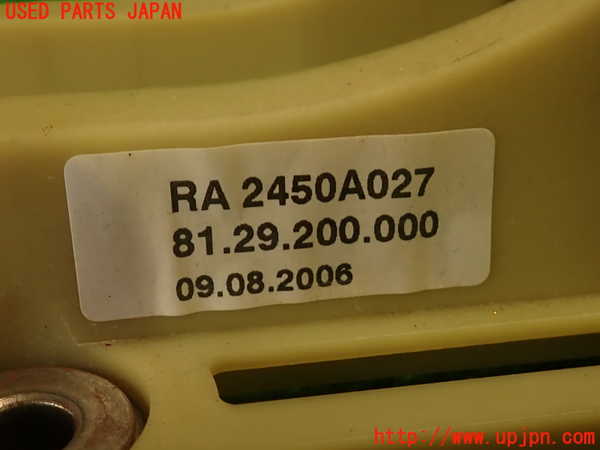 USED PARTS JAPAN
RA 2450A027
81.29.200.000
09.08.2006
http://www.upjpn.com/